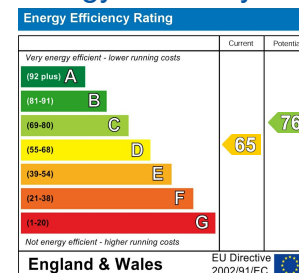 Energy Efficiency Rating
Current Potential
Very energy efficient - lower running costs
(92 plus) A
(81-91) B
(69-80) C 76
(55-68) D 65
(39-54) E
(21-38) F
(1-20) G
Not energy efficient - higher running costs
England & Wales
EU Directive
2002/91/EC